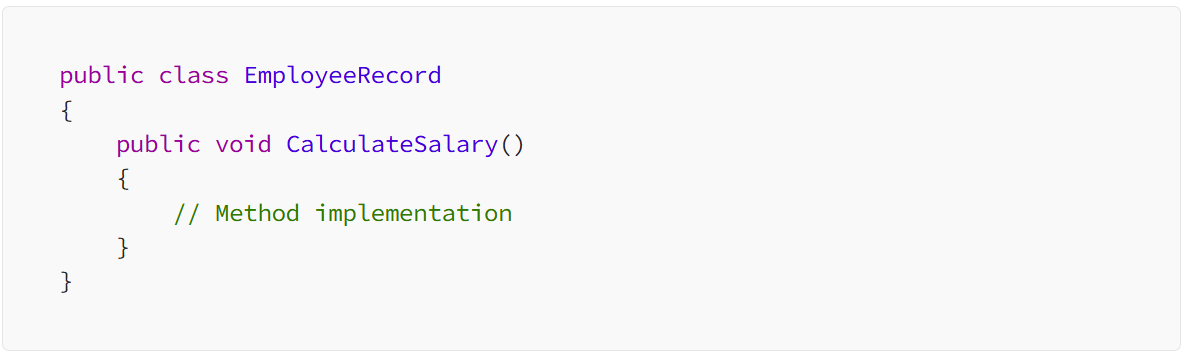 public class EmployeeRecord
{
    public void CalculateSalary()
    {
        // Method implementation
    }
}